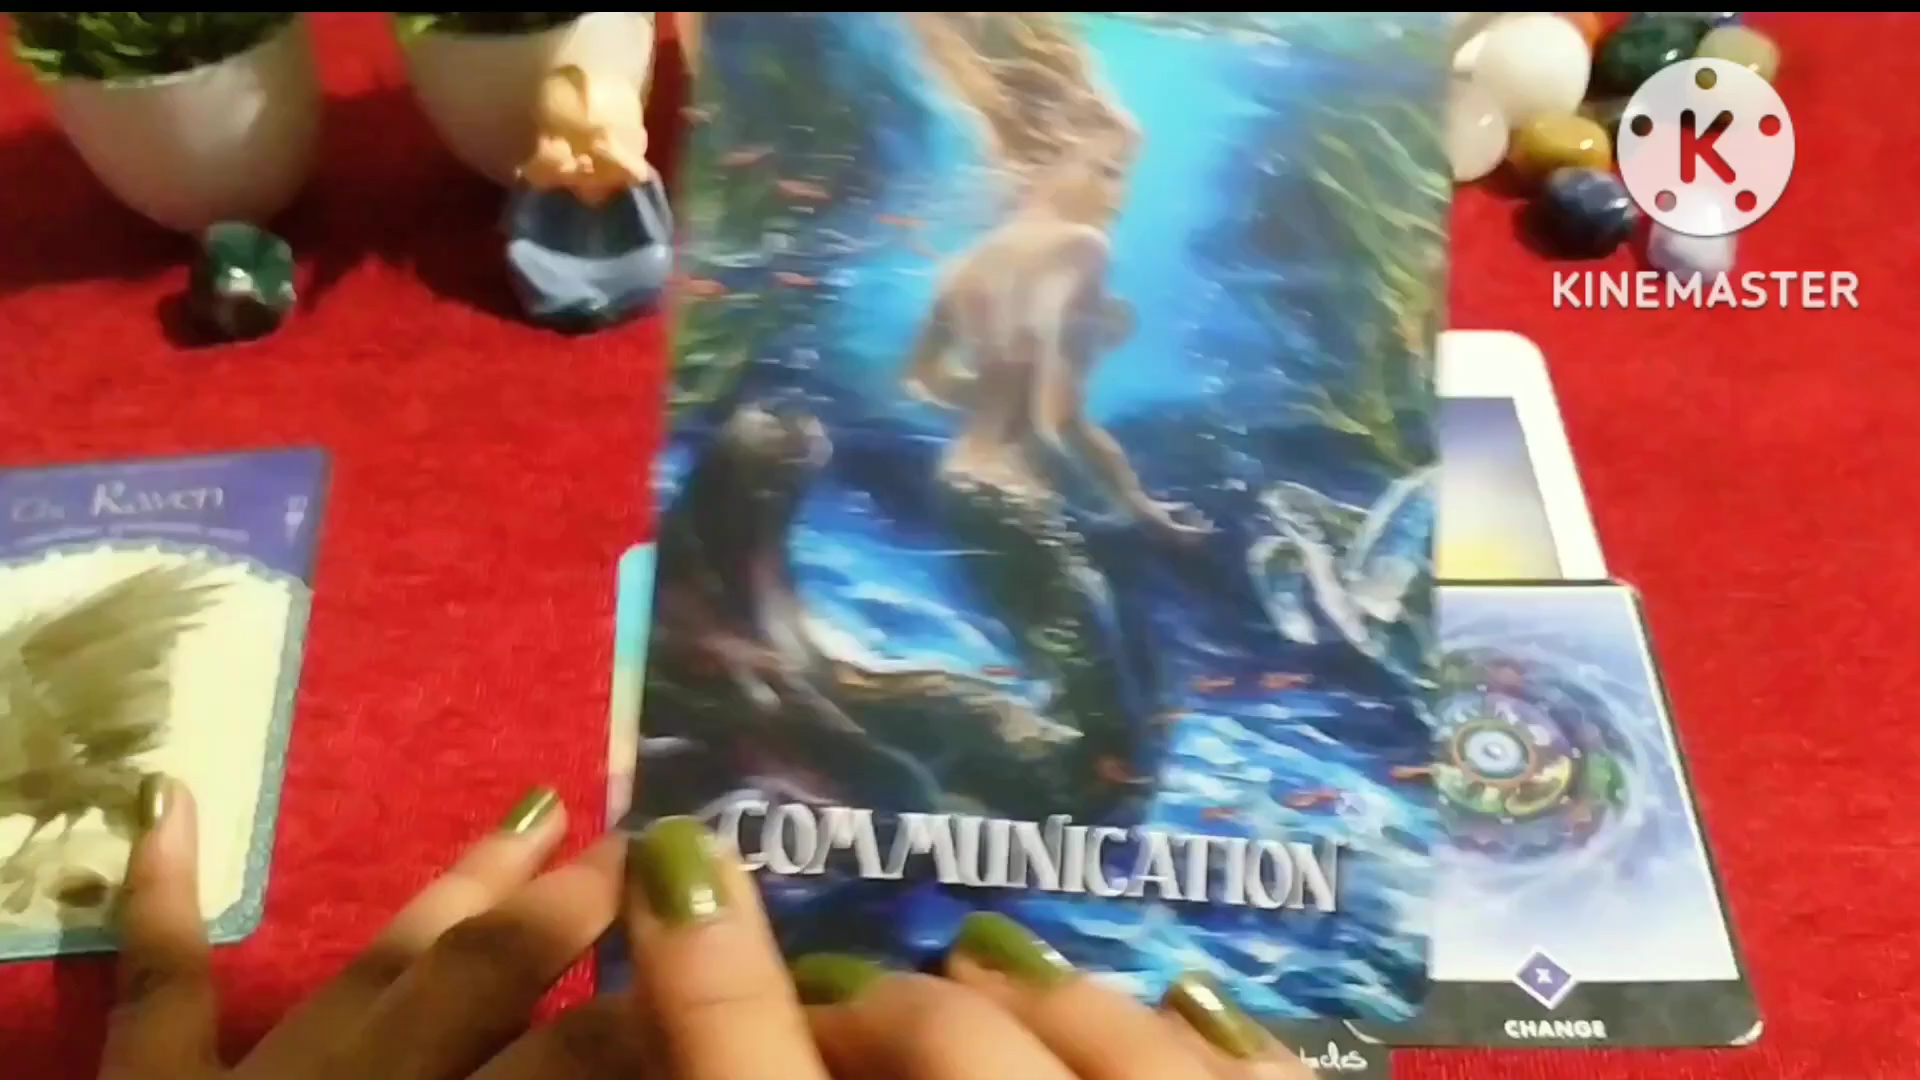 K
KINEMASTER
The Raven
COMMUNICATION
X
CHANGE